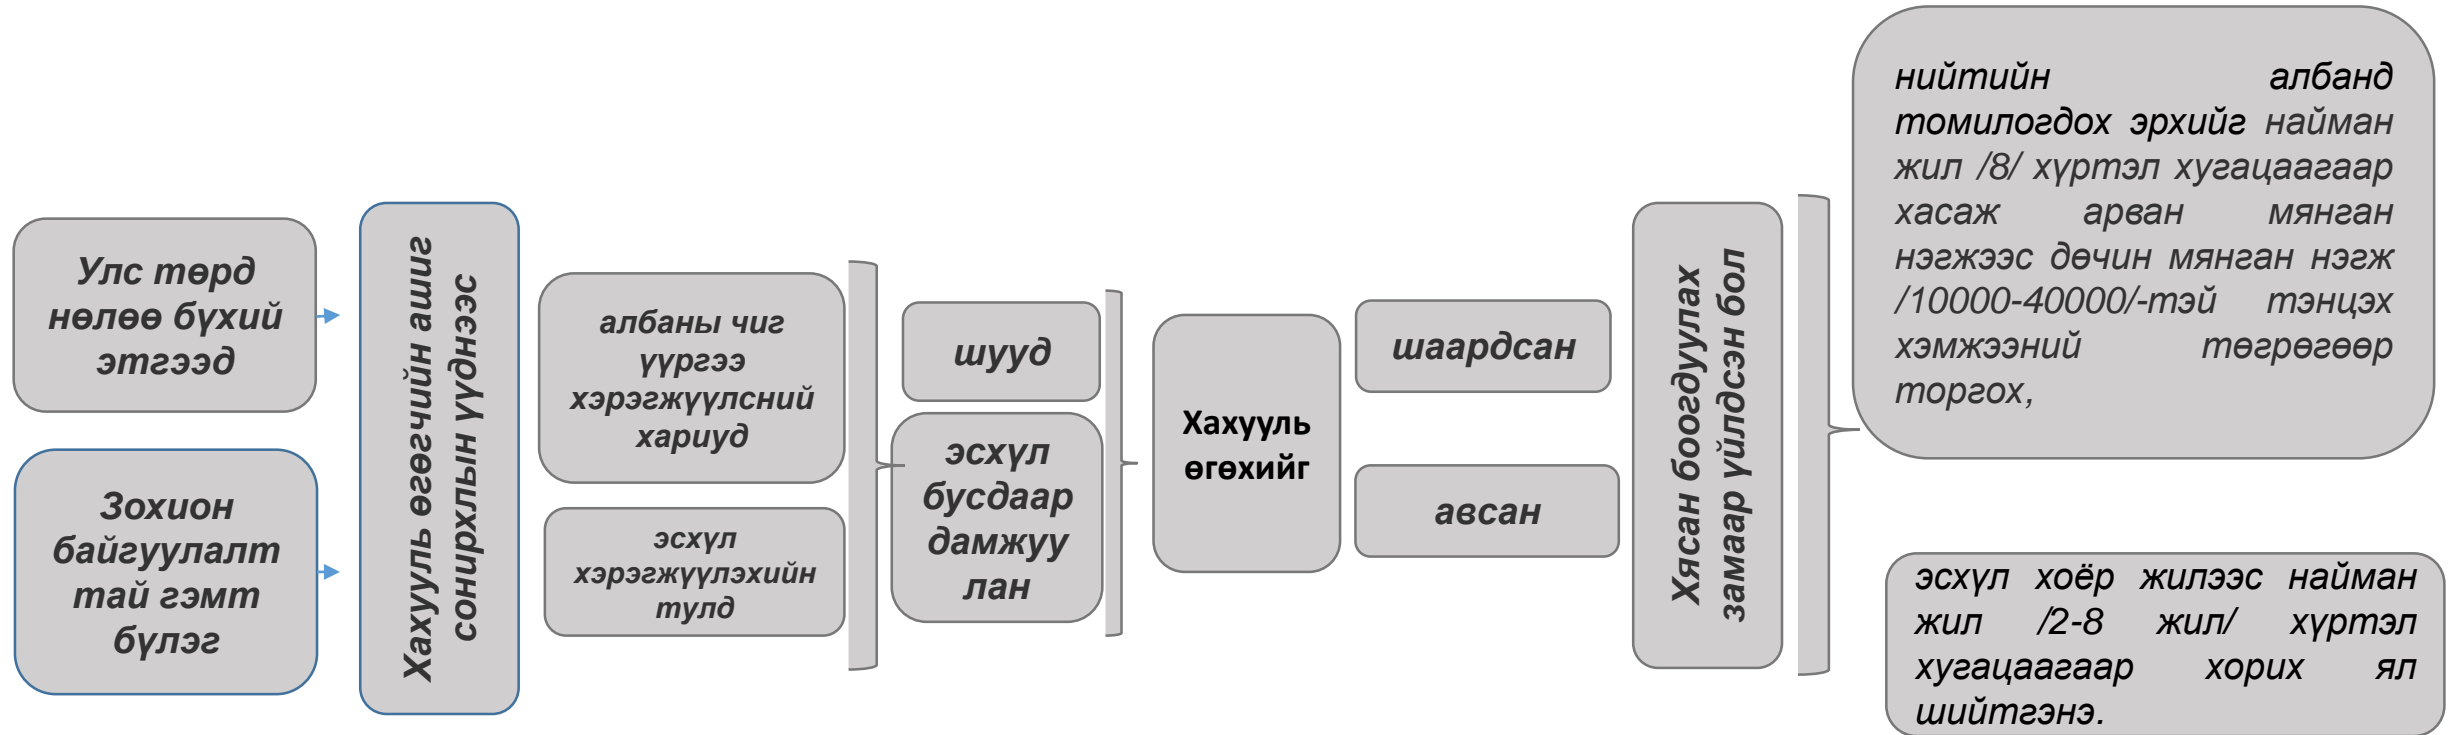 Улс төрд
нөлөө бүхий
этгээд
Зохион
байгуулалт
тай гэмт
бүлэг
Хахууль өгөгчийн ашиг
сонирхлын үүднээс
албаны чиг
үүргээ
хэрэгжүүлсний
хариуд
эсхүл
хэрэгжүүлэхийн
тулд
шууд
эсхүл
бусдаар
дамжуу
лан
Хахууль
өгөхийг
шаардсан
авсан
Хясан боогдуулах
замаар үйлдсэн бол
нийтийн албанд
томилогдох эрхийг найман
жил /8/ хүртэл хугацаагаар
хасаж арван мянган
нэгжээс дөчин мянган нэгж
/10000-40000/-тэй тэнцэх
хэмжээний төгрөгөөр
торгох,
эсхүл хоёр жилээс найман
жил /2-8 жил/ хүртэл
хугацаагаар хорих ял
шийтгэнэ.